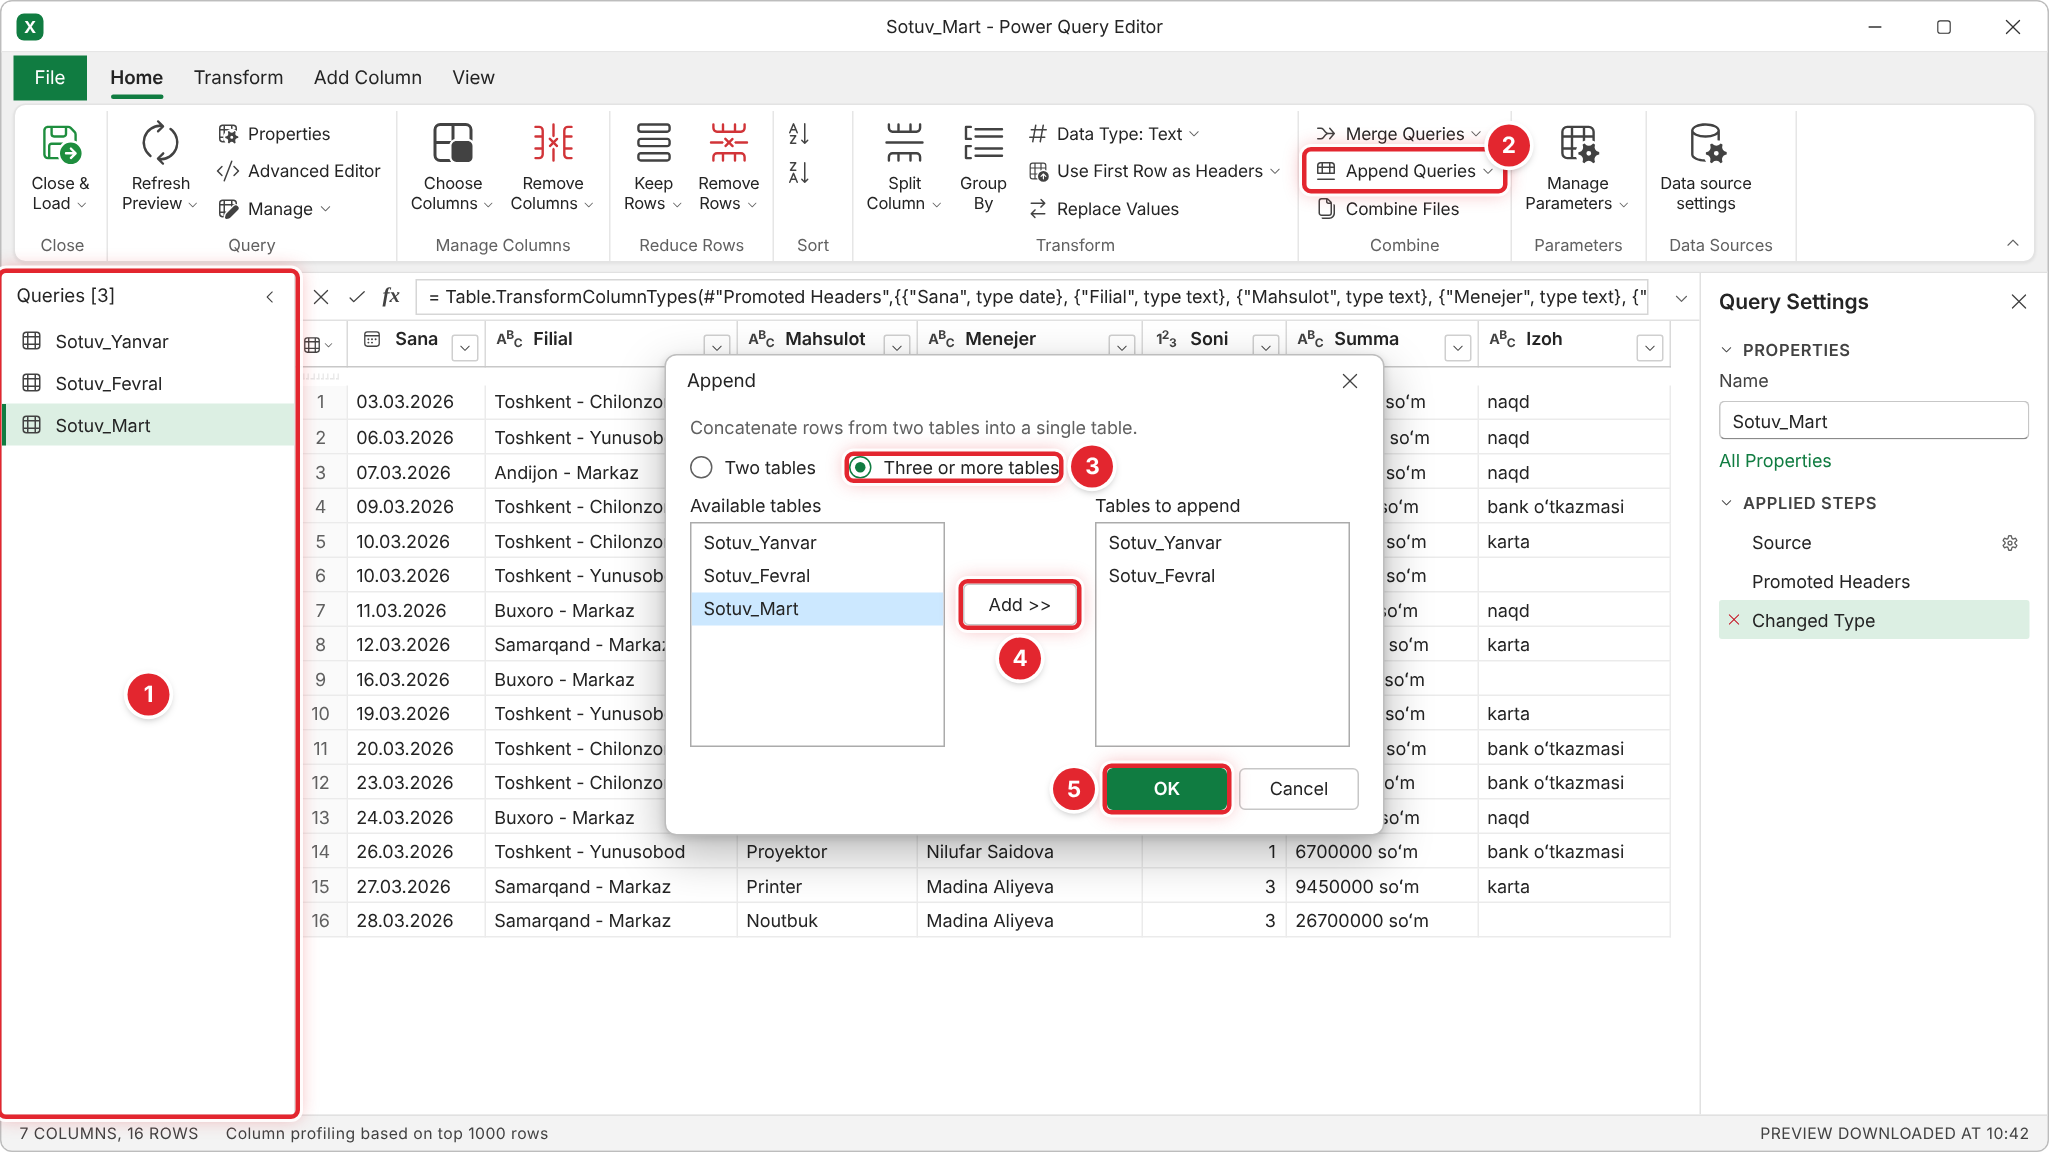 X
Sotuv_Mart - Power Query Editor
File Home Transform Add Column View
Close & Load
Refresh Preview
Properties
Advanced Editor
Manage
Choose Columns
Remove Columns
Keep Rows
Remove Rows
A Z
Z A
Split Column
Group By
Data Type: Text
Use First Row as Headers
Replace Values
Merge Queries
Append Queries
Combine Files
2
Manage Parameters
Data source settings
Close Query Manage Columns Reduce Rows Sort Transform Combine Parameters Data Sources
Queries [3]
Sotuv_Yanvar
Sotuv_Fevral
Sotuv_Mart
1
fx = Table.TransformColumnTypes(#"Promoted Headers",{{"Sana", type date}, {"Filial", type text}, {"Mahsulot", type text}, {"Menejer", type text}, {"
Sana ABC Filial ABC Mahsulot ABC Menejer 123 Soni ABC Summa ABC Izoh
1 03.03.2026 Toshkent - Chilonzo so‘m naqd
2 06.03.2026 Toshkent - Yunusob so‘m naqd
3 07.03.2026 Andijon - Markaz so‘m naqd
4 09.03.2026 Toshkent - Chilonzo so‘m bank o‘tkazmasi
5 10.03.2026 Toshkent - Chilonzo so‘m karta
6 10.03.2026 Toshkent - Yunusob so‘m
7 11.03.2026 Buxoro - Markaz so‘m naqd
8 12.03.2026 Samarqand - Markaz so‘m karta
9 16.03.2026 Buxoro - Markaz so‘m
10 19.03.2026 Toshkent - Yunusob so‘m karta
11 20.03.2026 Toshkent - Chilonzo so‘m bank o‘tkazmasi
12 23.03.2026 Toshkent - Chilonzo o‘m bank o‘tkazmasi
13 24.03.2026 Buxoro - Markaz so‘m naqd
14 26.03.2026 Toshkent - Yunusobod Proyektor Nilufar Saidova 1 6700000 so‘m bank o‘tkazmasi
15 27.03.2026 Samarqand - Markaz Printer Madina Aliyeva 3 9450000 so‘m karta
16 28.03.2026 Samarqand - Markaz Noutbuk Madina Aliyeva 3 26700000 so‘m
Append
Concatenate rows from two tables into a single table.
Two tables Three or more tables 3
Available tables
Sotuv_Yanvar
Sotuv_Fevral
Sotuv_Mart
Add >>
4
Tables to append
Sotuv_Yanvar
Sotuv_Fevral
5 OK Cancel
Query Settings
PROPERTIES
Name
Sotuv_Mart
All Properties
APPLIED STEPS
Source
Promoted Headers
Changed Type
7 COLUMNS, 16 ROWS Column profiling based on top 1000 rows PREVIEW DOWNLOADED AT 10:42